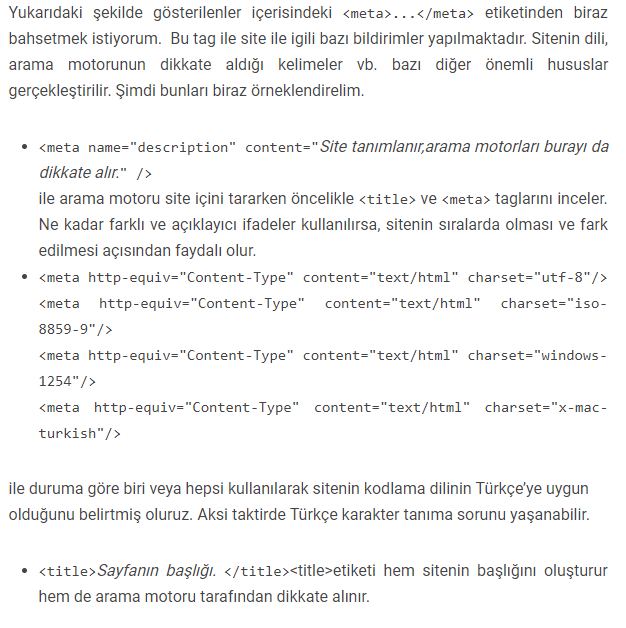 Yukarıdaki şekilde gösterilenler içerisindeki <meta>...</meta> etiketinden biraz
bahsetmek istiyorum. Bu tag ile site ile igili bazı bildirimler yapılmaktadır. Sitenin dili,
arama motorunun dikkate aldığı kelimeler vb. bazı diğer önemli hususlar
gerçekleştirilir. Şimdi bunları biraz örneklendirelim.
• <meta name="description" content="Site tanımlanır,arama motorları burayı da
dikkate alır." />
ile arama motoru site içini tararken öncelikle <title> ve <meta> taglarını inceler.
Ne kadar farklı ve açıklayıcı ifadeler kullanılırsa, sitenin sıralarda olması ve fark
edilmesi açısından faydalı olur.
• <meta http-equiv="Content-Type" content="text/html" charset="utf-8"/>
<meta http-equiv="Content-Type" content="text/html" charset="iso-
8859-9"/>
<meta http-equiv="Content-Type" content="text/html" charset="windows-
1254"/>
<meta http-equiv="Content-Type" content="text/html" charset="x-mac-
turkish"/>
ile duruma göre biri veya hepsi kullanılarak sitenin kodlama dilinin Türkçe’ye uygun
olduğunu belirtmiş oluruz. Aksi taktirde Türkçe karakter tanıma sorunu yaşanabilir.
• <title>Sayfanın başlığı. </title><title>etiketi hem sitenin başlığını oluşturur
hem de arama motoru tarafından dikkate alınır.